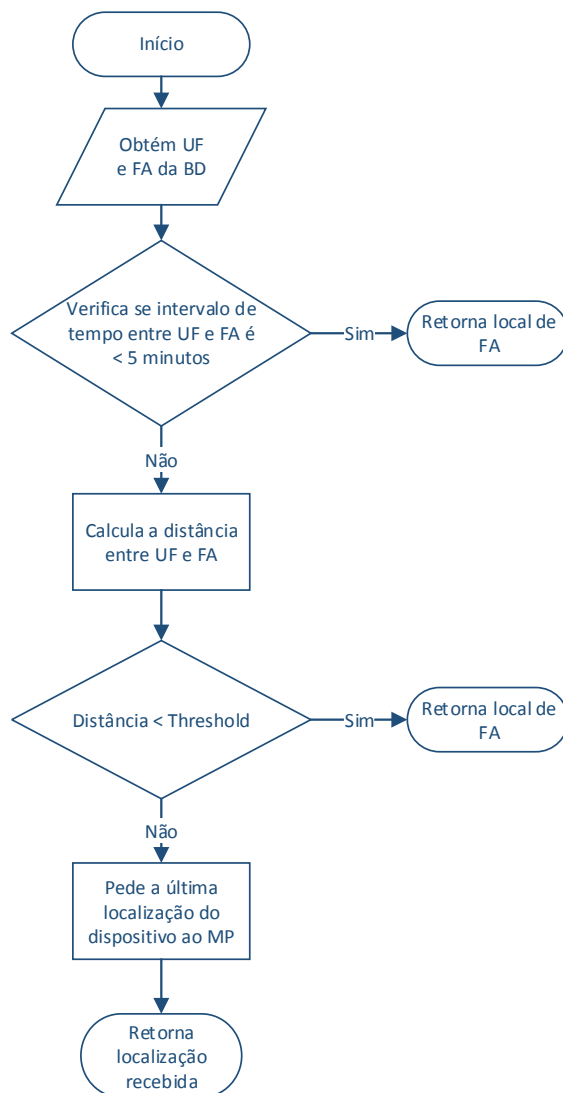 Início
Obtém UF
e FA da BD
Verifica se intervalo de
tempo entre UF e FA é
< 5 minutos
Sim
Retorna local de
FA
Não
Calcula a distância
entre UF e FA
Distância < Threshold
Sim
Retorna local de
FA
Não
Pede a última
localização do
dispositivo ao MP
Retorna
localização
recebida